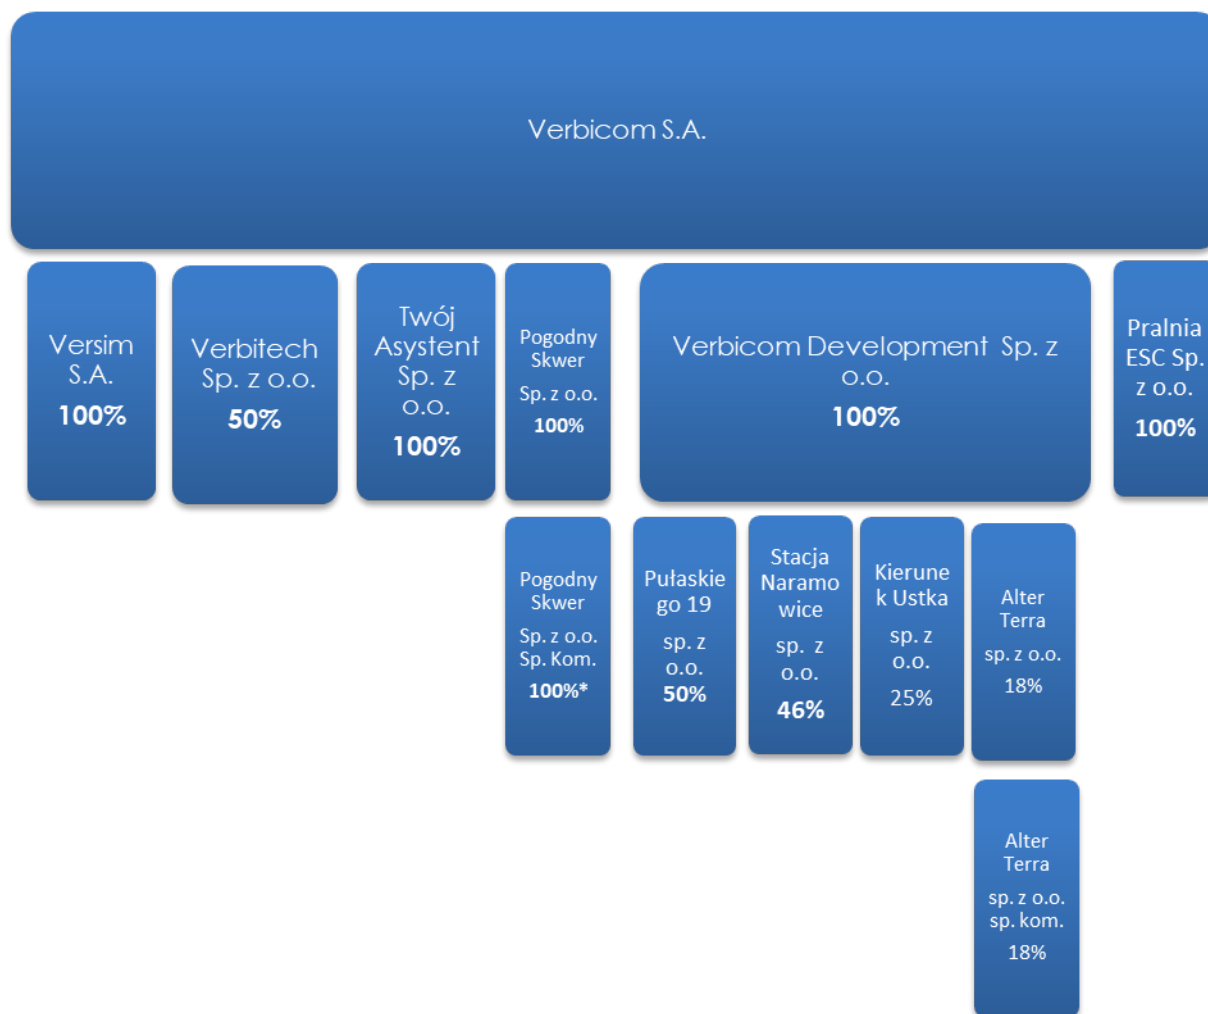 Verbicom S.A.
Versim
S.A.
100%
Verbitech
Sp. z o.o.
50%
Twój
Asystent
Sp. z
o.o.
100%
Pogodny
Skwer
Sp. z o.o.
100%
Verbicom Development Sp. z
o.o.
100%
Pralnia
ESC Sp.
z o.o.
100%
Pogodny
Skwer
Sp. z o.o.
Sp. Kom.
100%*
Pułaskie
go 19
sp. z
o.o.
50%
Stacja
Naramo
wice
sp. z
o.o.
46%
Kierune
k Ustka
sp. z
o.o.
25%
Alter
Terra
sp. z o.o.
18%
Alter
Terra
sp. z o.o.
sp. kom.
18%